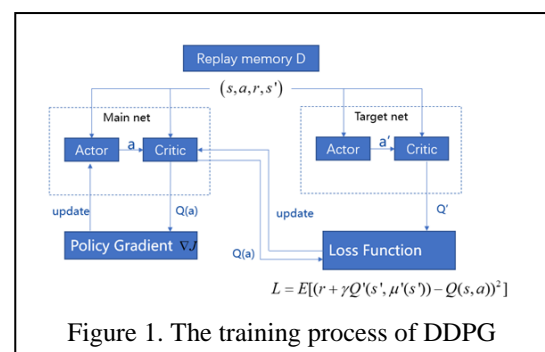 Replay memory D
(s,a,r,s')
Main net
Target net
Actor
a
Critic
Actor
a'
Critic
update
Q(a)
update
Q'
Policy Gradient ∇J
Q(a)
Loss Function
L = E[(r + γQ'(s', μ'(s')) − Q(s,a))²]
Figure 1. The training process of DDPG